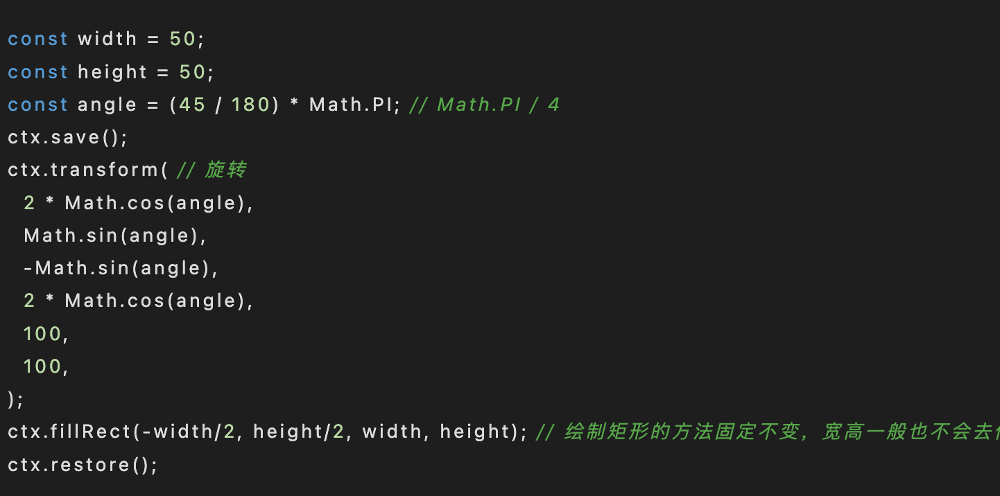 const width = 50;
const height = 50;
const angle = (45 / 180) * Math.PI; // Math.PI / 4
ctx.save();
ctx.transform( // 旋转
2 * Math.cos(angle),
Math.sin(angle),
-Math.sin(angle),
2 * Math.cos(angle),
100,
100,
);
ctx.fillRect(-width/2, height/2, width, height); // 绘制矩形的方法固定不变，宽高一般也不会去
ctx.restore();